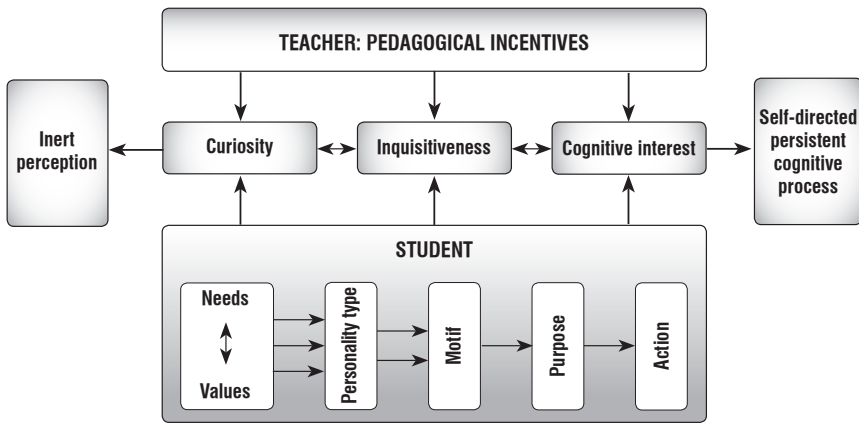 TEACHER: PEDAGOGICAL INCENTIVES
Inert
perception
Curiosity
Inquisitiveness
Cognitive interest
Self-directed
persistent
cognitive
process
STUDENT
Needs
Values
Personality type
Motif
Purpose
Action